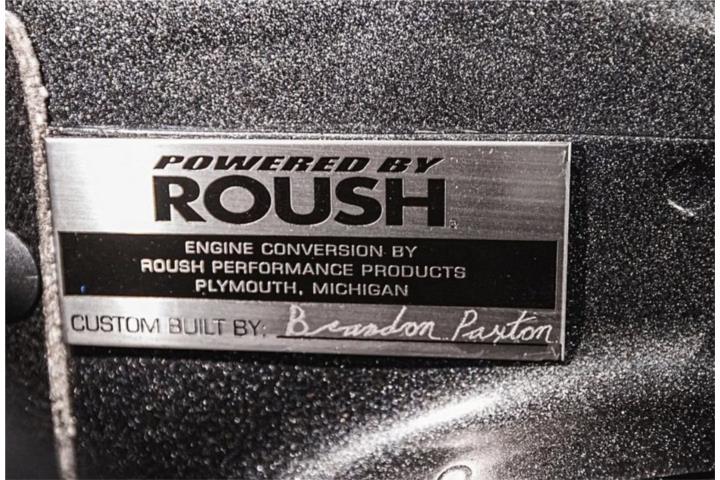 POWERED BY
ROUSH
ENGINE CONVERSION BY
ROUSH PERFORMANCE PRODUCTS
PLYMOUTH, MICHIGAN
CUSTOM BUILT BY: Brandon Paxton